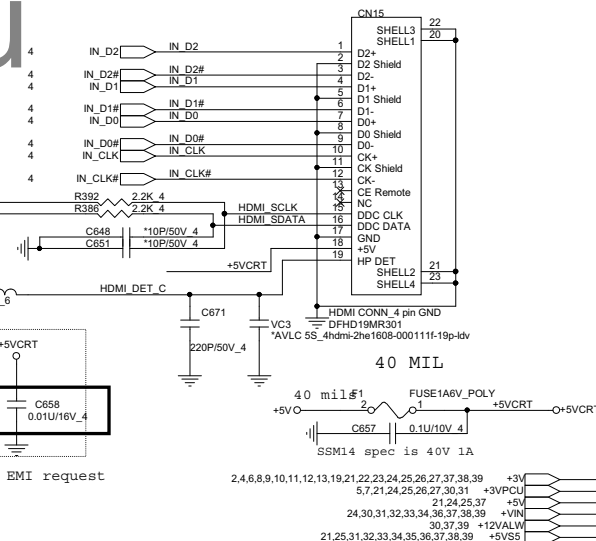 CN15
SHELL3 22
SHELL1 20
4 IN_D2 IN_D2 1 D2+
2 D2 Shield
4 IN_D2# IN_D2# 3 D2-
4 IN_D1 IN_D1 4 D1+
5 D1 Shield
4 IN_D1# IN_D1# 6 D1-
4 IN_D0 IN_D0 7 D0+
8 D0 Shield
4 IN_D0# IN_D0# 9 D0-
4 IN_CLK IN_CLK 10 CK+
11 CK Shield
4 IN_CLK# IN_CLK# 12 CK-
13 CE Remote
14 NC
R392 2.2K_4 HDMI_SCLK 15 DDC CLK
R386 2.2K_4 HDMI_SDATA 16 DDC DATA
C648 *10P/50V_4 17 GND
C651 *10P/50V_4 18 +5V
+5VCRT 19 HP DET
SHELL2 21
SHELL4 23
_6 HDMI_DET_C
HDMI CONN_4 pin GND
DFHD19MR301
*AVLC 5S_4hdmi-2he1608-000111f-19p-ldv
C671
220P/50V_4
VC3
40 MIL
+5VCRT
C658
0.01U/16V_4
EMI request
40 mils F1 FUSE1A6V_POLY
+5V 2 1 +5VCRT +5VCRT
C657 0.1U/10V_4
SSM14 spec is 40V 1A
2,4,6,8,9,10,11,12,13,19,21,22,23,24,25,26,27,37,38,39 +3V
5,7,21,24,25,26,27,30,31 +3VPCU
21,24,25,37 +5V
24,30,31,32,33,34,36,37,38,39 +VIN
30,37,39 +12VALW
21,25,31,32,33,34,35,36,37,38,39 +5VS5